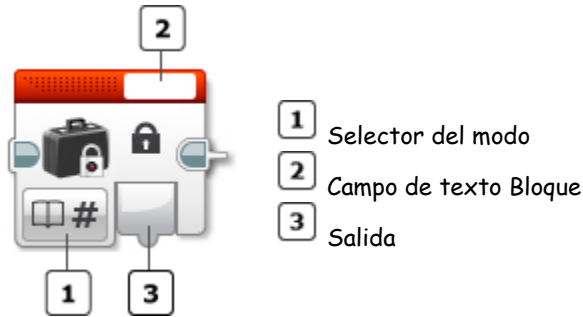 2
1 Selector del modo
2 Campo de texto Bloque
3 Salida
#
1 3